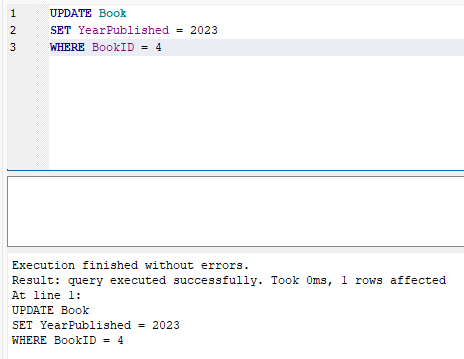 1 UPDATE Book
2 SET YearPublished = 2023
3 WHERE BookID = 4
Execution finished without errors.
Result: query executed successfully. Took 0ms, 1 rows affected
At line 1:
UPDATE Book
SET YearPublished = 2023
WHERE BookID = 4